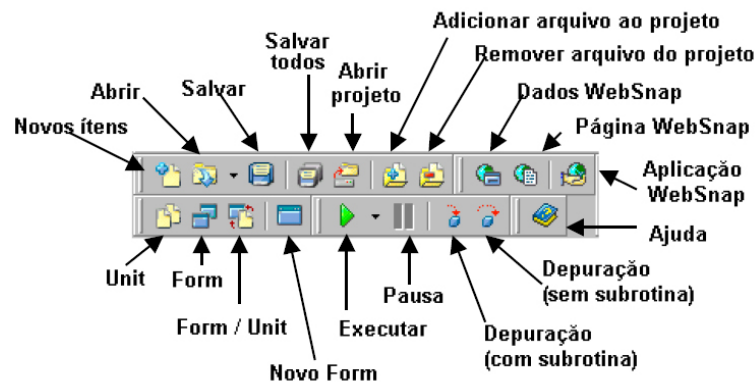 Adicionar arquivo ao projeto
Salvar
todos
Remover arquivo do projeto
Abrir
projeto
Dados WebSnap
Abrir
Salvar
Novos ítens
Página WebSnap
Aplicação
WebSnap
Ajuda
Unit
Form
Pausa
Depuração
(sem subrotina)
Form / Unit
Executar
Depuração
(com subrotina)
Novo Form